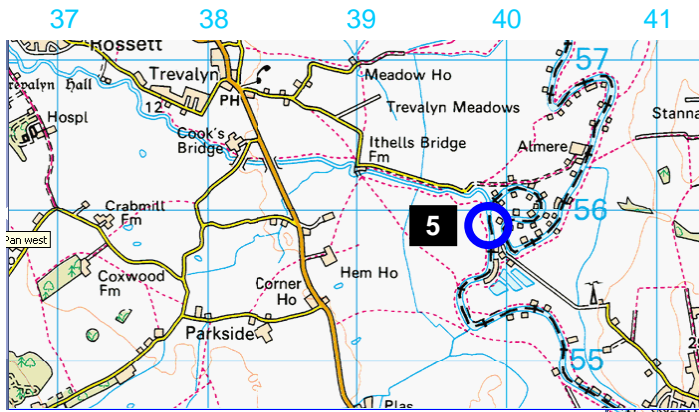 37 38 39 40 41
Rossett
57
Trevalyn
Meadow Ho
Trevalyn Hall
12
PH
Trevalyn Meadows
Hospl
Cook's
Bridge
Ithells Bridge
Fm
Almere
Stanna
Crabmill
Fm
5
56
Pan west
Coxwood
Fm
Corner
Ho
Hem Ho
Parkside
55
Plas